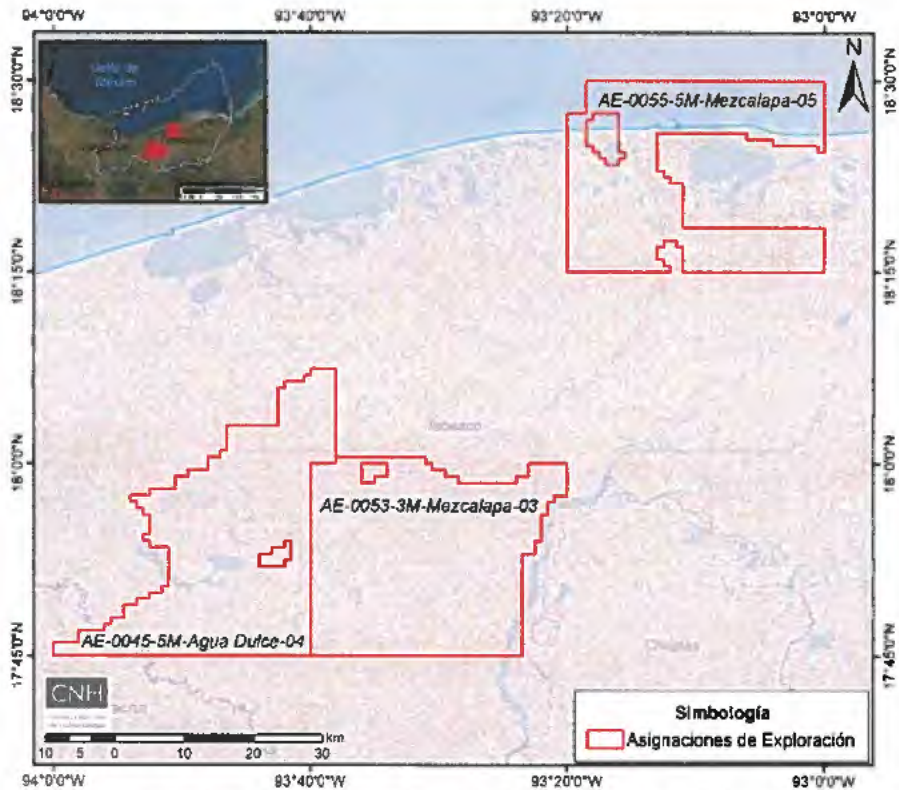 94°0'0"W 93°40'0"W 93°20'0"W 93°0'0"W
N
18°30'0"N 18°30'0"N
AE-0055-5M-Mezcalapa-05
18°15'0"N 18°15'0"N
Tabasco
18°0'0"N 18°0'0"N
AE-0053-3M-Mezcalapa-03
AE-0045-5M-Agua Dulce-04
17°45'0"N 17°45'0"N
Chiapas
CNH
Simbología
Asignaciones de Exploración
10 5 0 10 20 30 km
94°0'0"W 93°40'0"W 93°20'0"W 93°0'0"W